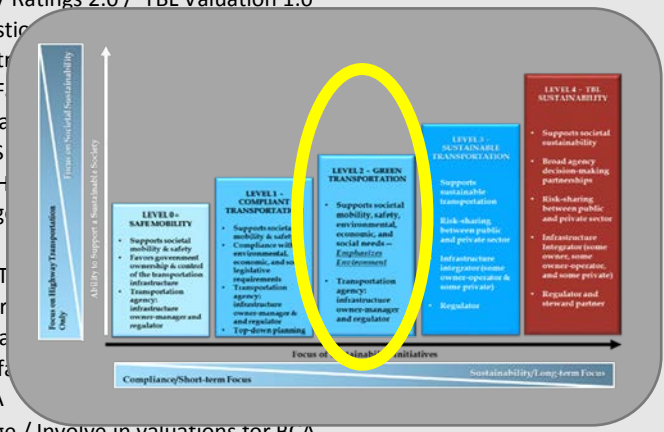 Ratings 2.0 / TBL Valuation 1.0
Focus on Highway Transportation
Only
Focus on Societal Sustainability
Ability to Support a Sustainable Society
LEVEL 0 -
SAFE MOBILITY
• Supports societal
mobility & safety
• Favors government
ownership & control
of the transportation
infrastructure
• Transportation
agency:
infrastructure
owner-manager and
regulator
LEVEL 1 -
COMPLIANT
TRANSPORTATION
• Supports societal
mobility & safety
• Compliance with
environmental,
economic, and social
legislative
requirements
• Transportation
agency:
infrastructure
owner-manager &
and regulator
• Top-down planning
LEVEL 2 - GREEN
TRANSPORTATION
• Supports societal
mobility, safety,
environmental,
economic, and
social needs --
Emphasizes
Environment
• Transportation
agency:
infrastructure
owner-manager
and regulator
LEVEL 3 -
SUSTAINABLE
TRANSPORTATION
Supports
sustainable
transportation
Risk-sharing
between public
and private sector
Infrastructure
integrator (some
owner-operator &
some private)
• Regulator
LEVEL 4 - TBL
SUSTAINABILITY
• Supports societal
sustainability
• Broad agency
decision-making
partnerships
• Risk-sharing
between public
and private sector
• Infrastructure
Integrator (some
owner, some
owner-operator,
and some private)
• Regulator and
steward partner
Focus of Sustainability Initiatives
Compliance/Short-term Focus
Sustainability/Long-term Focus
/ Involve in valuations for BCA